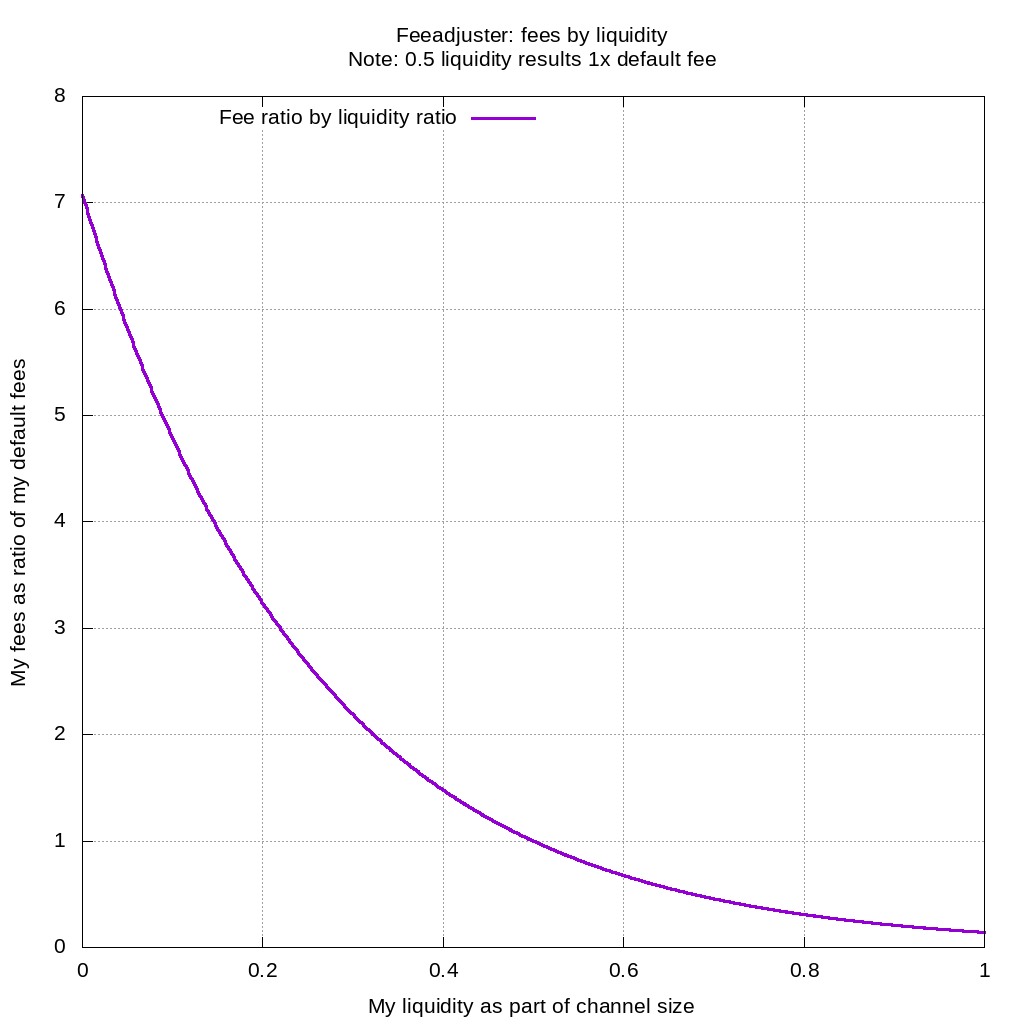 Feeadjuster: fees by liquidity
Note: 0.5 liquidity results 1x default fee
Fee ratio by liquidity ratio
My fees as ratio of my default fees
8
7
6
5
4
3
2
1
0
0 0.2 0.4 0.6 0.8 1
My liquidity as part of channel size